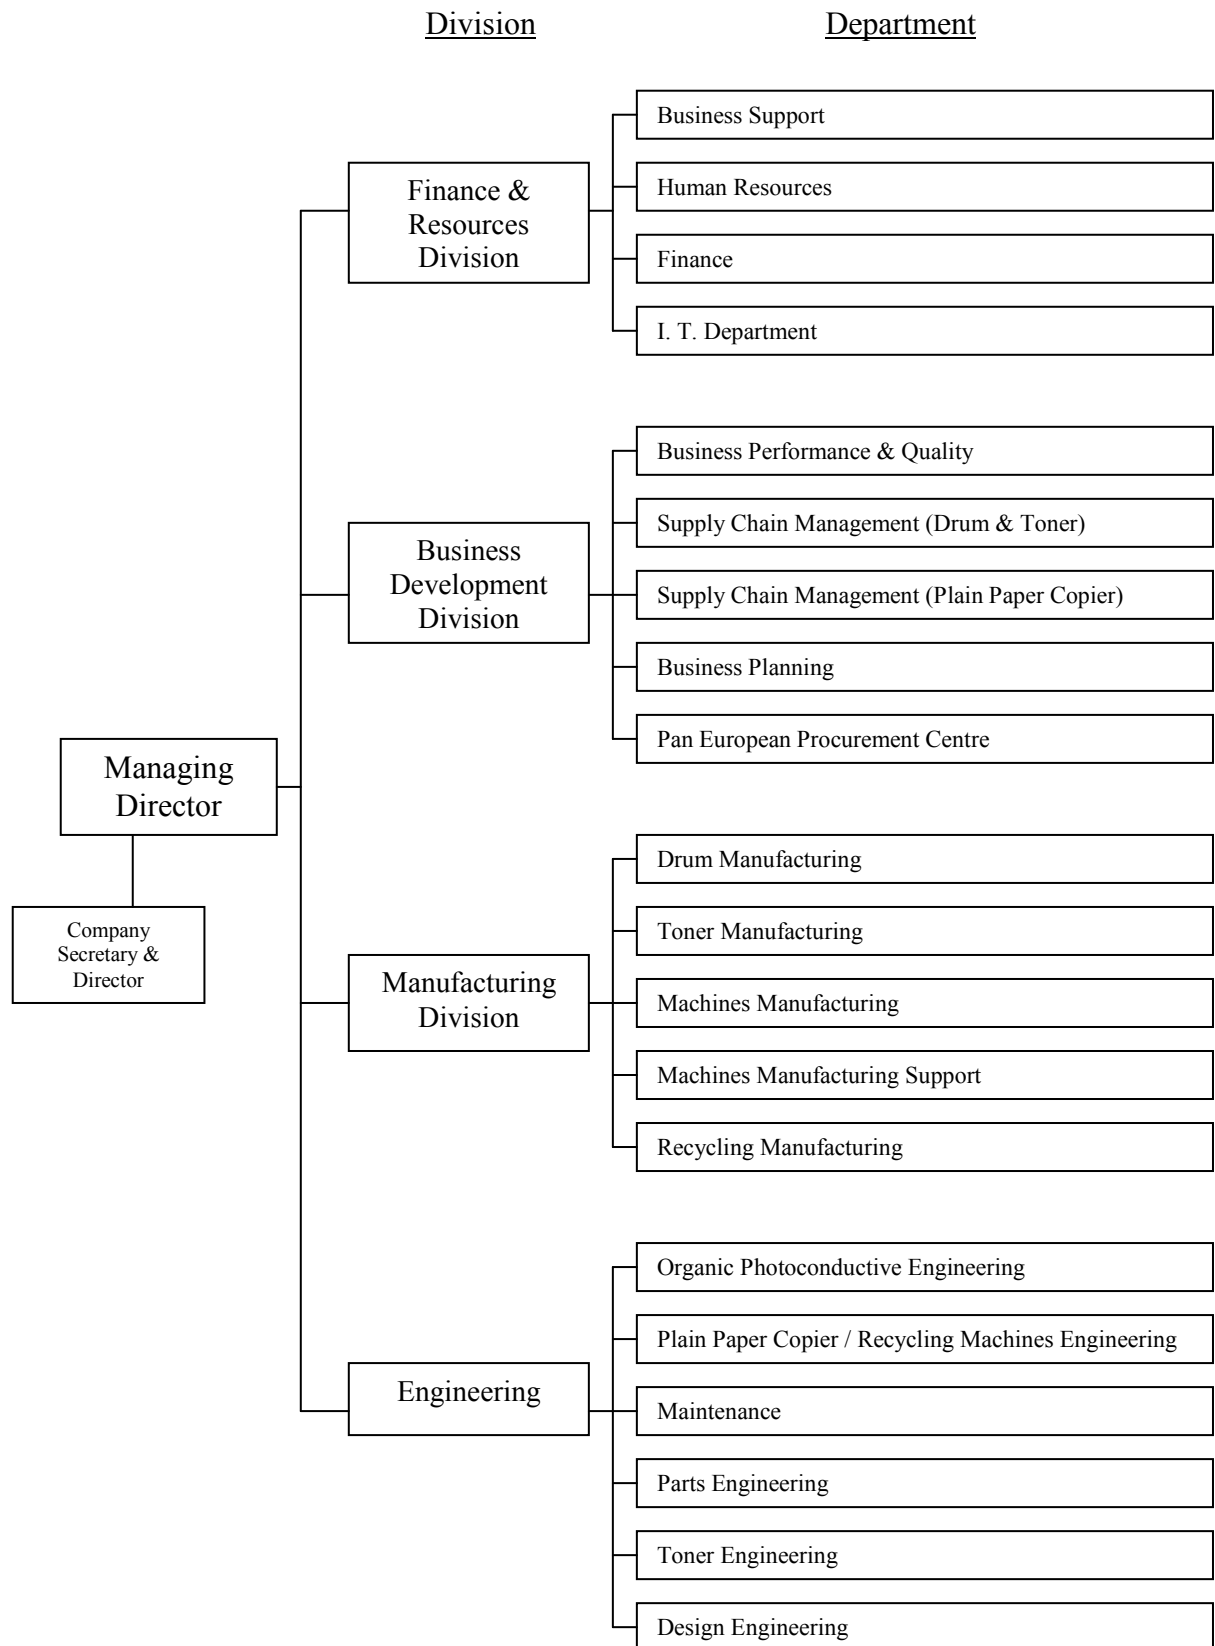 Division
Department
Finance &
Resources
Division
Business Support
Human Resources
Finance
I. T. Department
Business
Development
Division
Business Performance & Quality
Supply Chain Management (Drum & Toner)
Supply Chain Management (Plain Paper Copier)
Business Planning
Pan European Procurement Centre
Managing
Director
Company
Secretary &
Director
Manufacturing
Division
Drum Manufacturing
Toner Manufacturing
Machines Manufacturing
Machines Manufacturing Support
Recycling Manufacturing
Engineering
Organic Photoconductive Engineering
Plain Paper Copier / Recycling Machines Engineering
Maintenance
Parts Engineering
Toner Engineering
Design Engineering